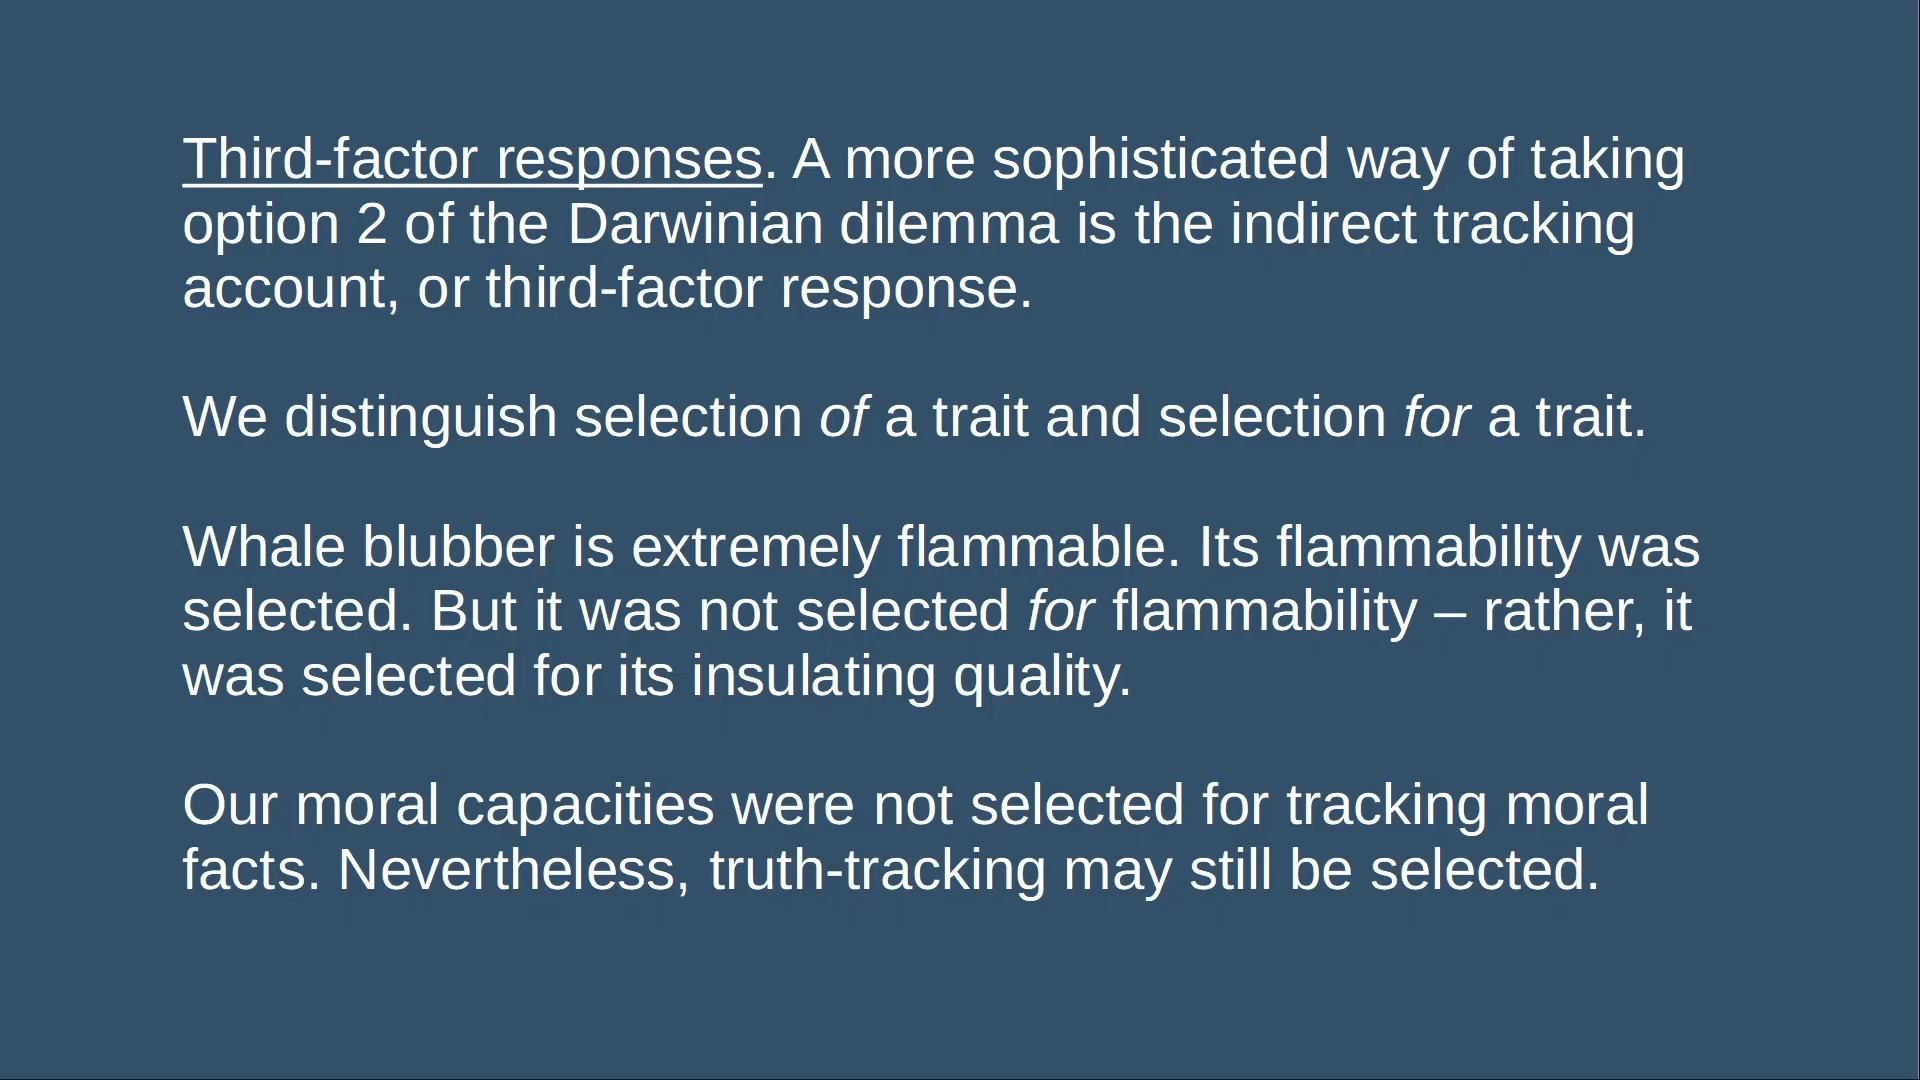 Third-factor responses. A more sophisticated way of taking
option 2 of the Darwinian dilemma is the indirect tracking
account, or third-factor response.
We distinguish selection of a trait and selection for a trait.
Whale blubber is extremely flammable. Its flammability was
selected. But it was not selected for flammability – rather, it
was selected for its insulating quality.
Our moral capacities were not selected for tracking moral
facts. Nevertheless, truth-tracking may still be selected.